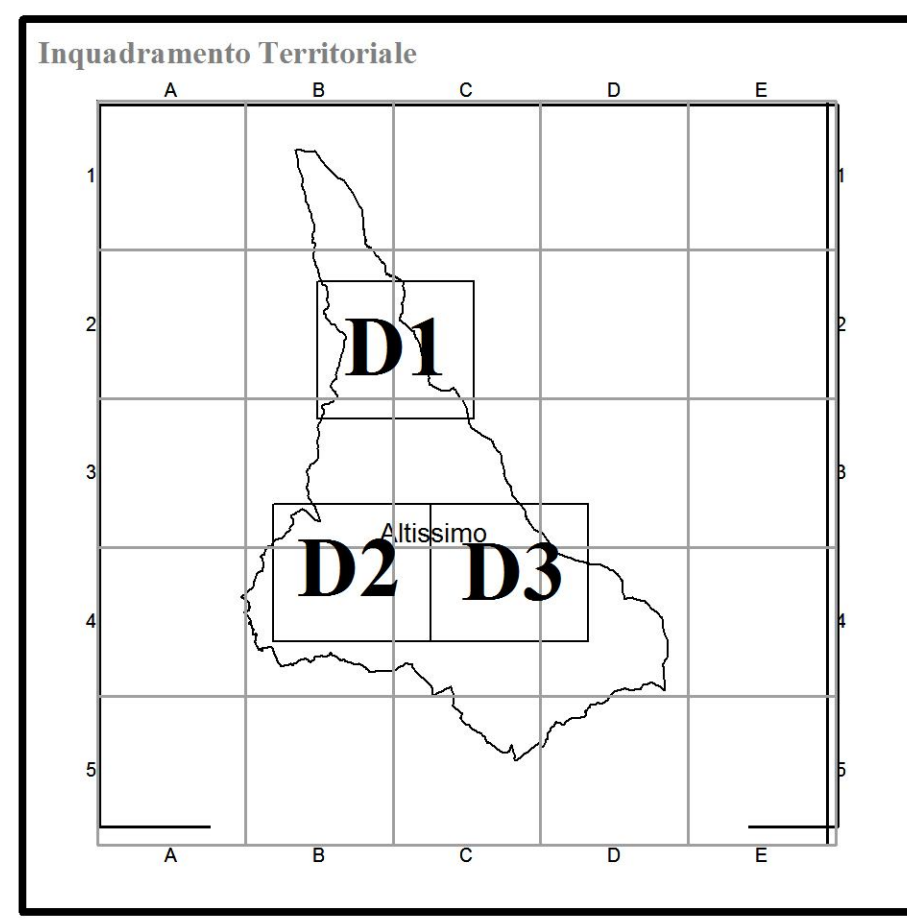 Inquadramento Territoriale
A B C D E
1 1
2 2
D1
3 3
Altissimo
D2 D3
4 4
5 5
A B C D E